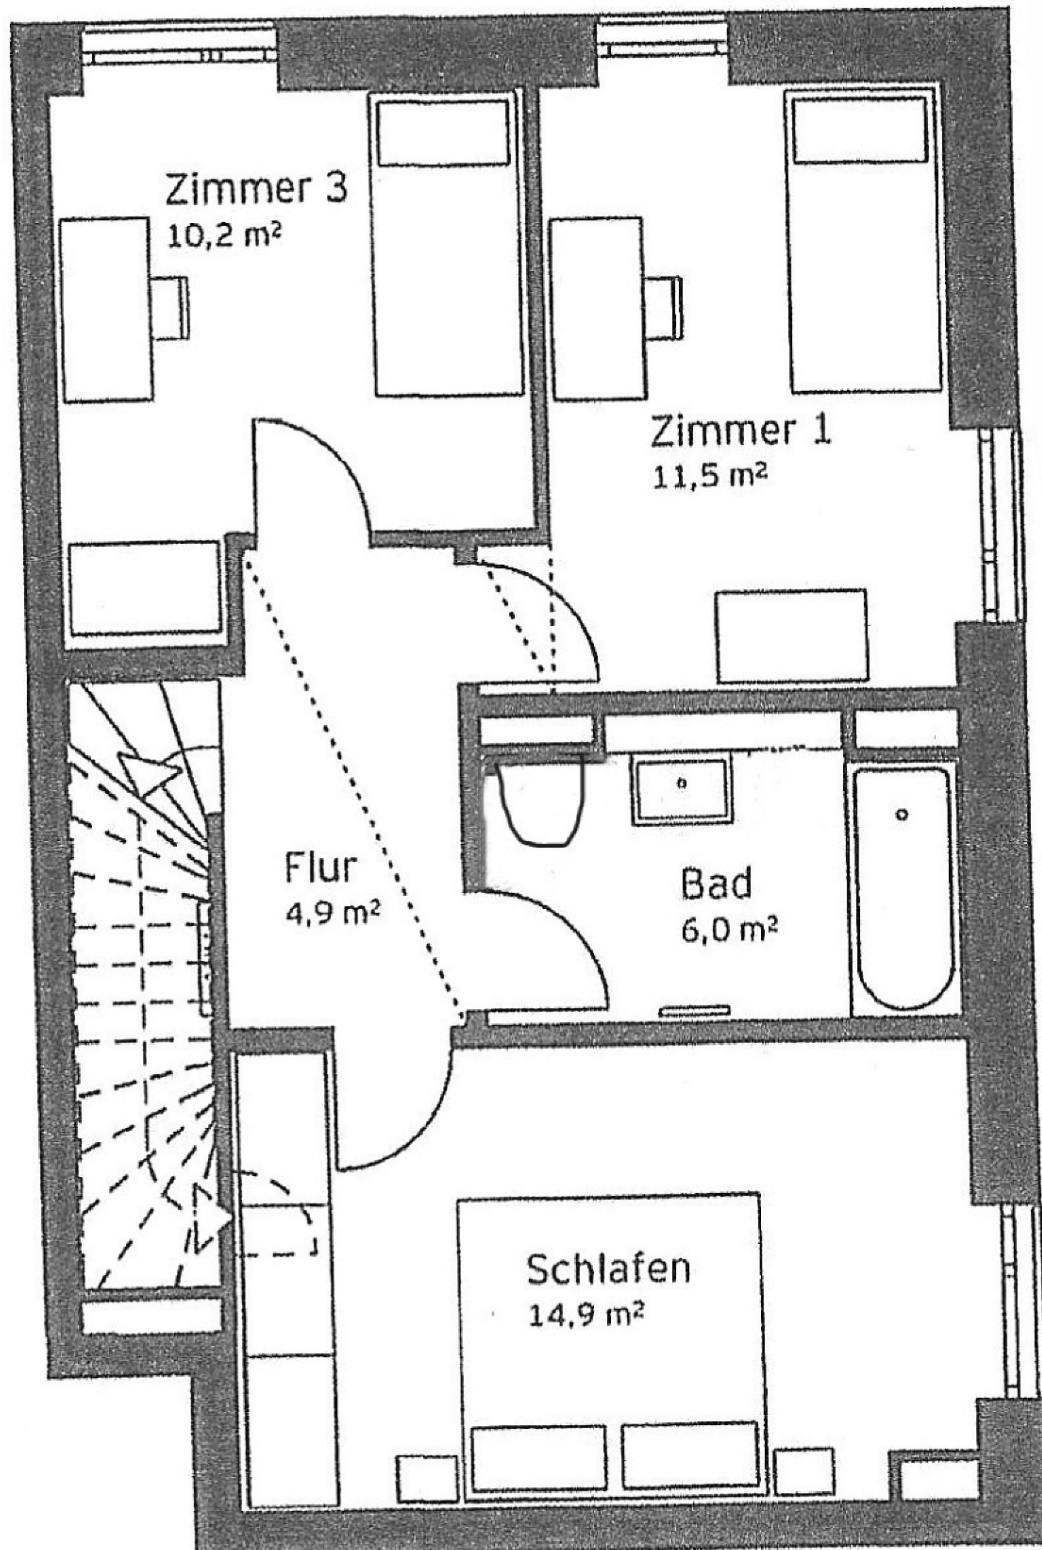 Zimmer 3
10,2 m²
Zimmer 1
11,5 m²
Flur
4,9 m²
Bad
6,0 m²
Schlafen
14,9 m²